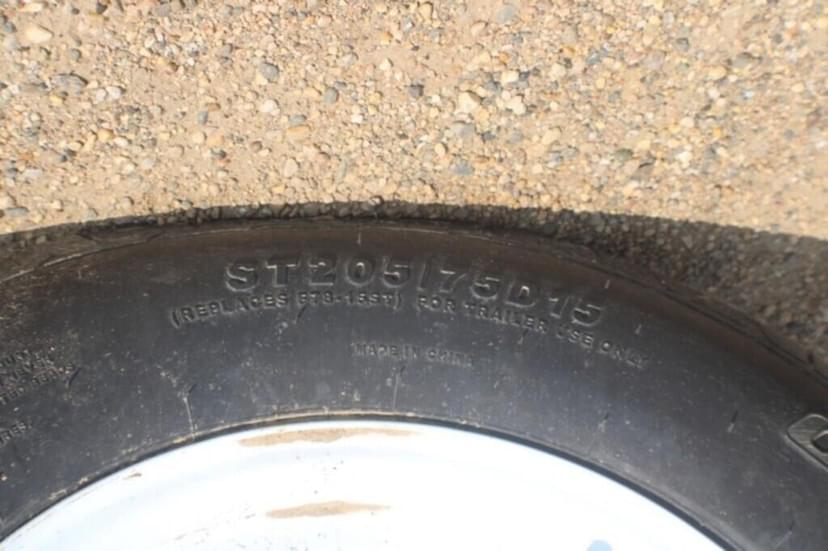 ST205/75D15
(REPLACES F78-15ST) FOR TRAILER USE ONLY
MADE IN CHINA